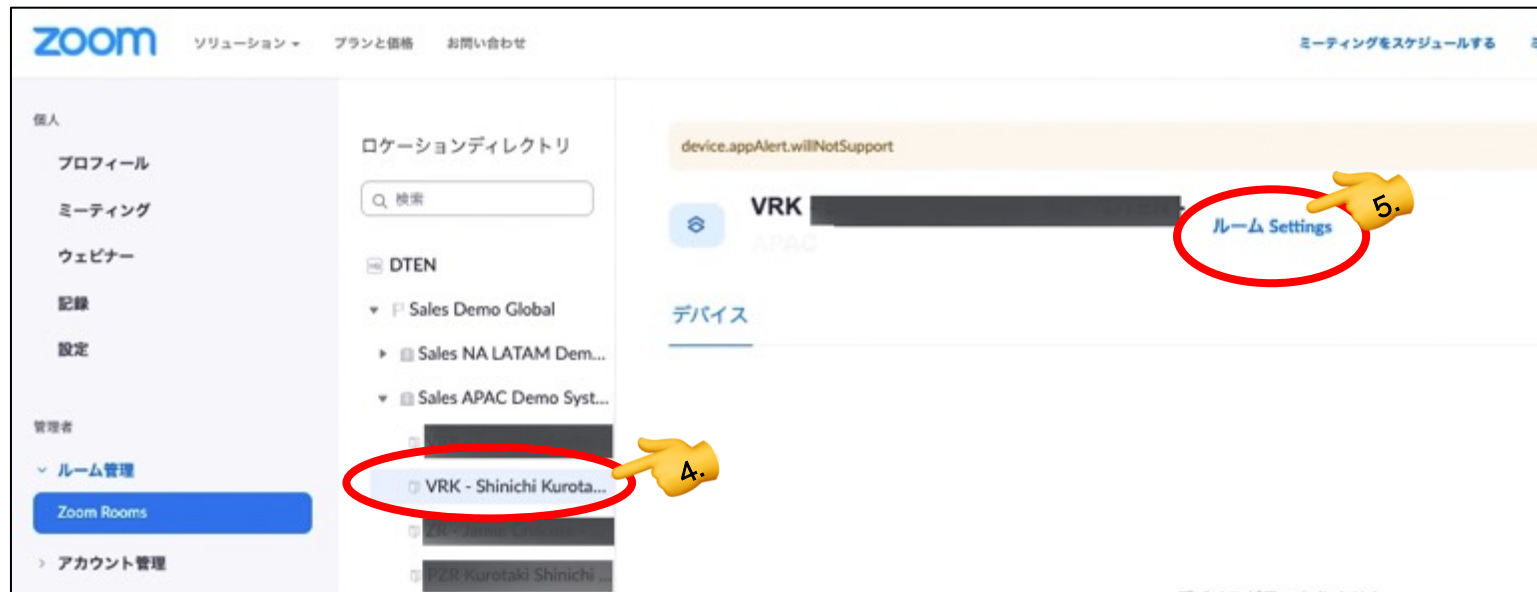 zoom ソリューション プランと価格 お問い合わせ ミーティングをスケジュールする
個人
プロフィール
ミーティング
ウェビナー
記録
設定
管理者
ルーム管理
Zoom Rooms
アカウント管理
ロケーションディレクトリ
検索
DTEN
Sales Demo Global
Sales NA LATAM Dem...
Sales APAC Demo Syst...
VRK - Shinichi Kurota...
PZR Kurotaki Shinichi ...
4.
device.appAlert.willNotSupport
VRK
APAC
ルーム Settings
5.
デバイス